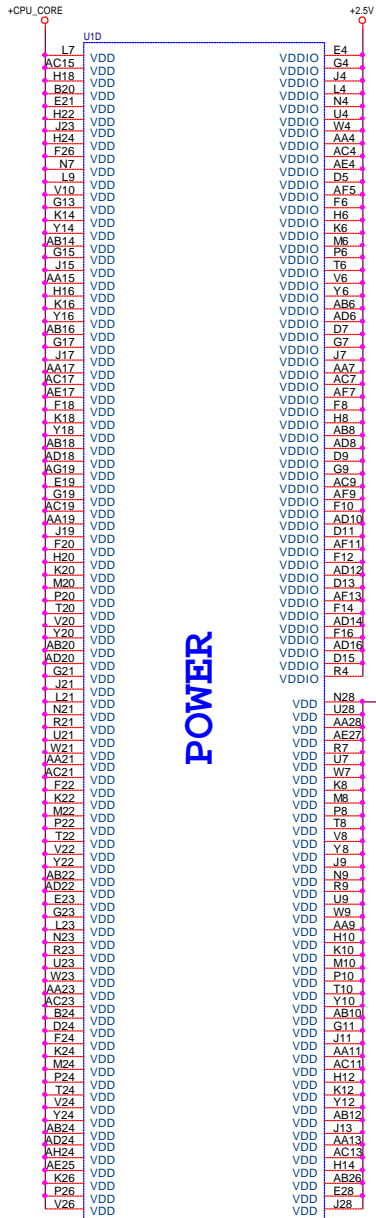 +CPU_CORE +2.5V
U1D
L7 VDD VDDIO E4
AC15 VDD VDDIO G4
H18 VDD VDDIO J4
B20 VDD VDDIO L4
E21 VDD VDDIO N4
H22 VDD VDDIO U4
J23 VDD VDDIO W4
H24 VDD VDDIO AA4
F26 VDD VDDIO AC4
N7 VDD VDDIO AE4
L9 VDD VDDIO D5
V10 VDD VDDIO AF5
G13 VDD VDDIO F6
K14 VDD VDDIO H6
Y14 VDD VDDIO K6
AB14 VDD VDDIO M6
G15 VDD VDDIO P6
J15 VDD VDDIO T6
AA15 VDD VDDIO V6
H16 VDD VDDIO Y6
K16 VDD VDDIO AB6
Y16 VDD VDDIO AD6
AB16 VDD VDDIO D7
G17 VDD VDDIO G7
J17 VDD VDDIO J7
AA17 VDD VDDIO AA7
AC17 VDD VDDIO AC7
AE17 VDD VDDIO AF7
F18 VDD VDDIO F8
K18 VDD VDDIO H8
Y18 VDD VDDIO AB8
AB18 VDD VDDIO AD8
AD18 VDD VDDIO D9
AG19 VDD VDDIO G9
E19 VDD VDDIO AC9
G19 VDD VDDIO AF9
AC19 VDD VDDIO F10
AA19 VDD VDDIO AD10
J19 VDD VDDIO D11
F20 VDD VDDIO AF11
H20 VDD VDDIO F12
K20 VDD VDDIO AD12
M20 VDD VDDIO D13
P20 VDD VDDIO AF13
T20 VDD VDDIO F14
V20 VDD VDDIO AD14
Y20 VDD VDDIO F16
AB20 VDD VDDIO AD16
AD20 VDD VDDIO D15
G21 VDD VDDIO R4
J21 VDD
L21 VDD VDD N28
N21 VDD VDD U28
R21 VDD VDD AA28
U21 VDD VDD AE27
W21 VDD VDD R7
AA21 VDD VDD U7
AC21 VDD VDD W7
F22 VDD VDD K8
K22 VDD VDD M8
M22 VDD VDD P8
P22 VDD VDD T8
T22 VDD VDD V8
V22 VDD VDD Y8
Y22 VDD VDD J9
AB22 VDD VDD N9
AD22 VDD VDD R9
E23 VDD VDD U9
G23 VDD VDD W9
L23 VDD VDD AA9
N23 VDD VDD H10
R23 VDD VDD K10
U23 VDD VDD M10
W23 VDD VDD P10
AA23 VDD VDD T10
AC23 VDD VDD Y10
B24 VDD VDD AB10
D24 VDD VDD G11
F24 VDD VDD J11
K24 VDD VDD AA11
M24 VDD VDD AC11
P24 VDD VDD H12
T24 VDD VDD K12
V24 VDD VDD Y12
Y24 VDD VDD AB12
AB24 VDD VDD J13
AD24 VDD VDD AA13
AH24 VDD VDD AC13
AE25 VDD VDD H14
K26 VDD VDD AB26
P26 VDD VDD E28
V26 VDD VDD J28
POWER